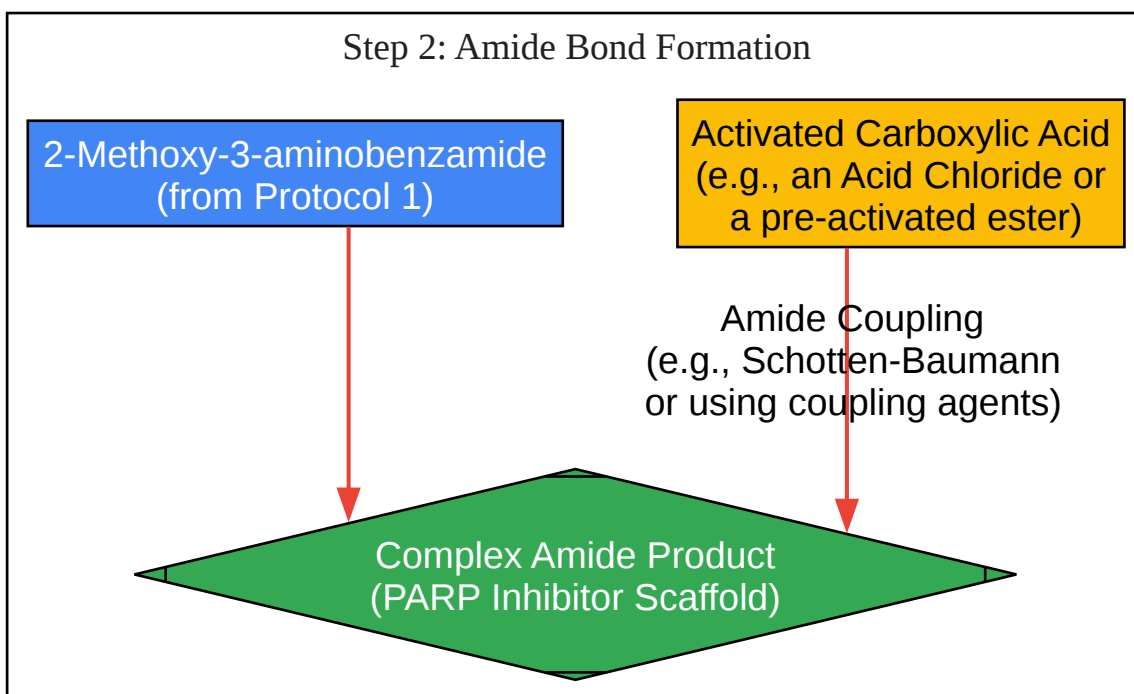 Step 2: Amide Bond Formation
2-Methoxy-3-aminobenzamide
(from Protocol 1)
Activated Carboxylic Acid
(e.g., an Acid Chloride or
a pre-activated ester)
Amide Coupling
(e.g., Schotten-Baumann
or using coupling agents)
Complex Amide Product
(PARP Inhibitor Scaffold)